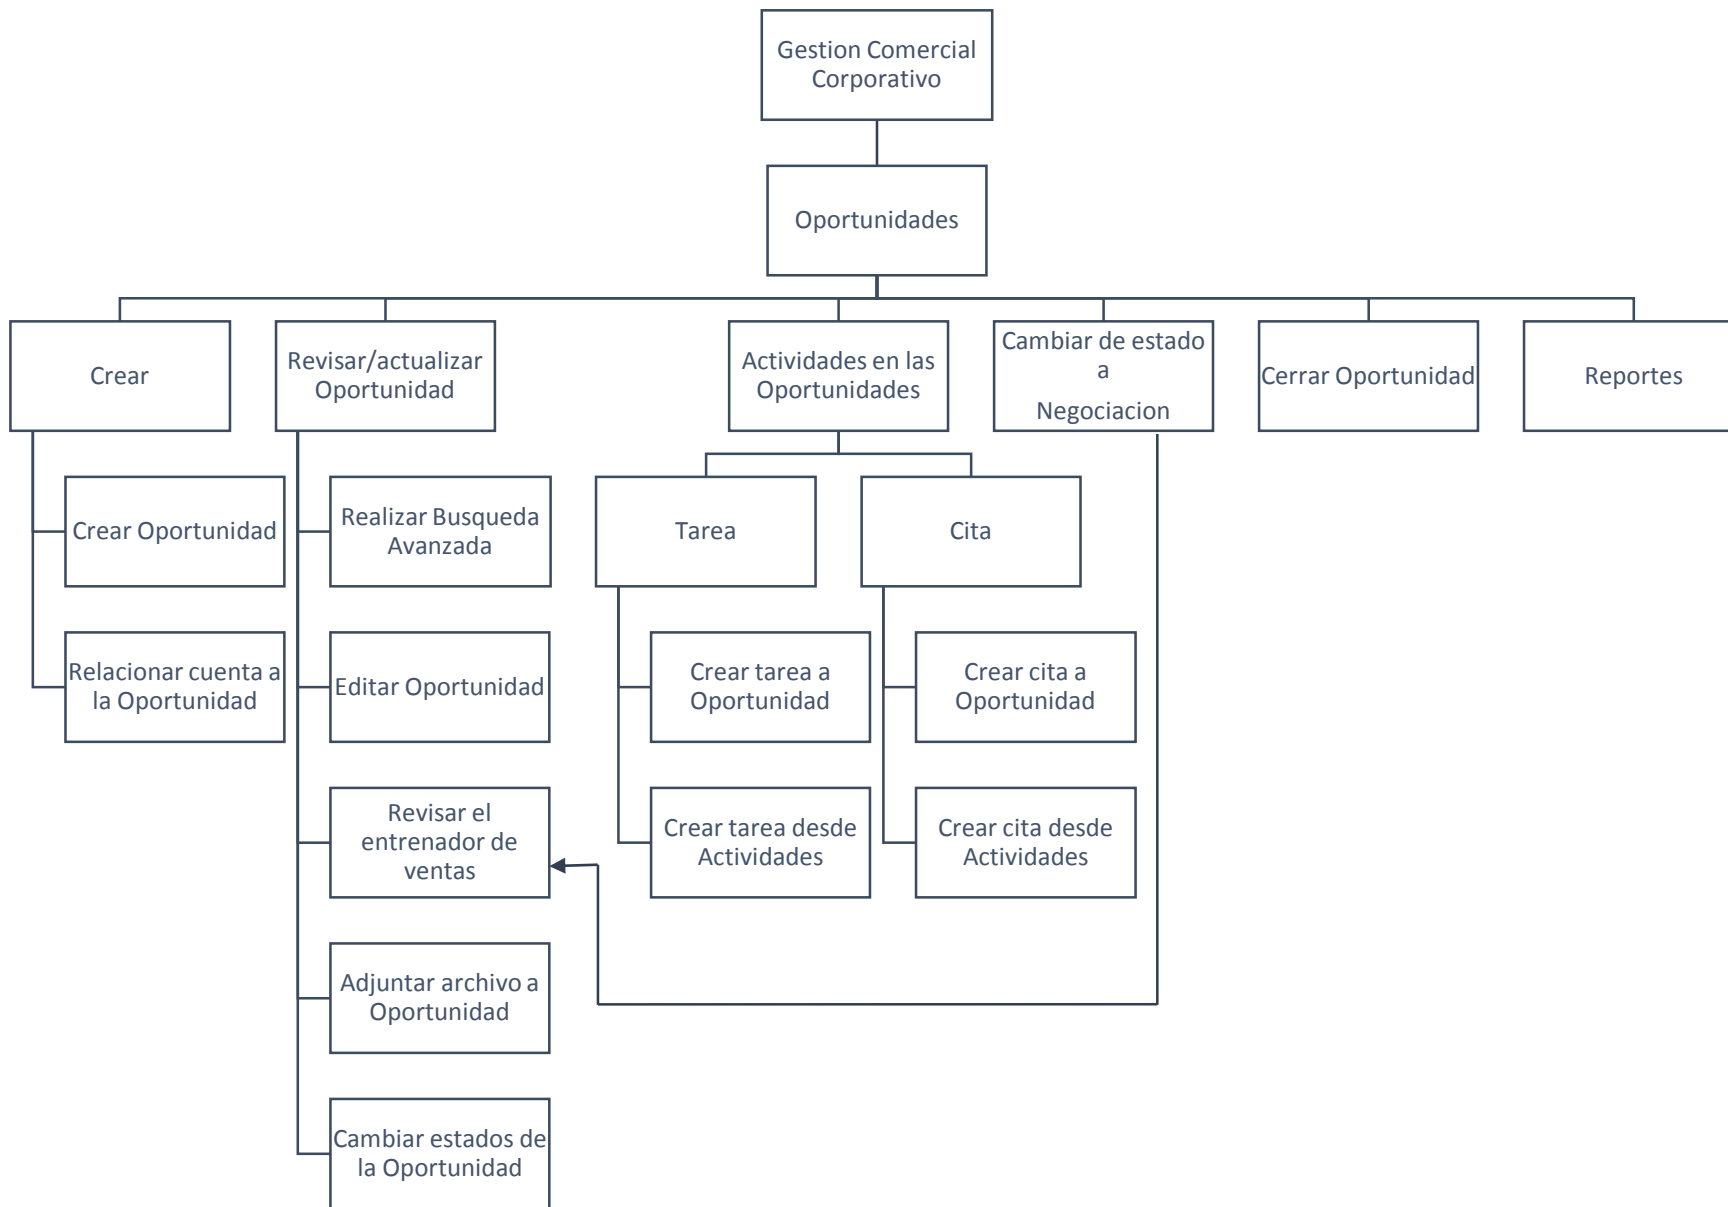 Gestion Comercial
Corporativo
Oportunidades
Crear
Revisar/actualizar
Oportunidad
Actividades en las
Oportunidades
Cambiar de estado
a
Negociacion
Cerrar Oportunidad
Reportes
Crear Oportunidad
Relacionar cuenta a
la Oportunidad
Realizar Busqueda
Avanzada
Editar Oportunidad
Revisar el
entrenador de
ventas
Adjuntar archivo a
Oportunidad
Cambiar estados de
la Oportunidad
Tarea
Crear tarea a
Oportunidad
Crear tarea desde
Actividades
Cita
Crear cita a
Oportunidad
Crear cita desde
Actividades